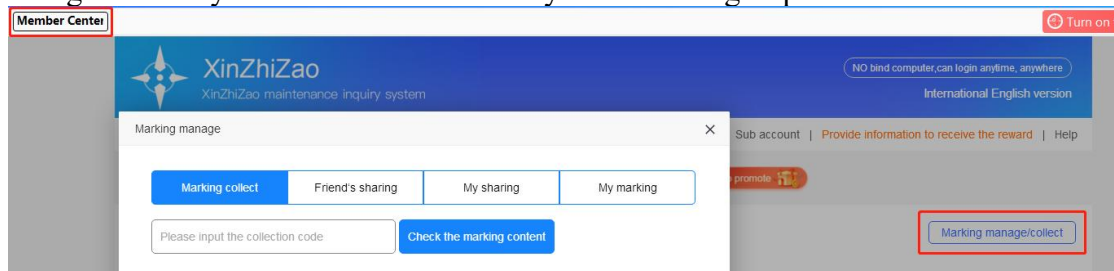 Member Center
Turn on
XinZhiZao
NO bind computer,can login anytime, anywhere
XinZhiZao maintenance inquiry system
International English version
Marking manage
Sub account | Provide information to receive the reward | Help
Marking collect
Friend's sharing
My sharing
My marking
promote
Please input the collection code
Check the marking content
Marking manage/collect